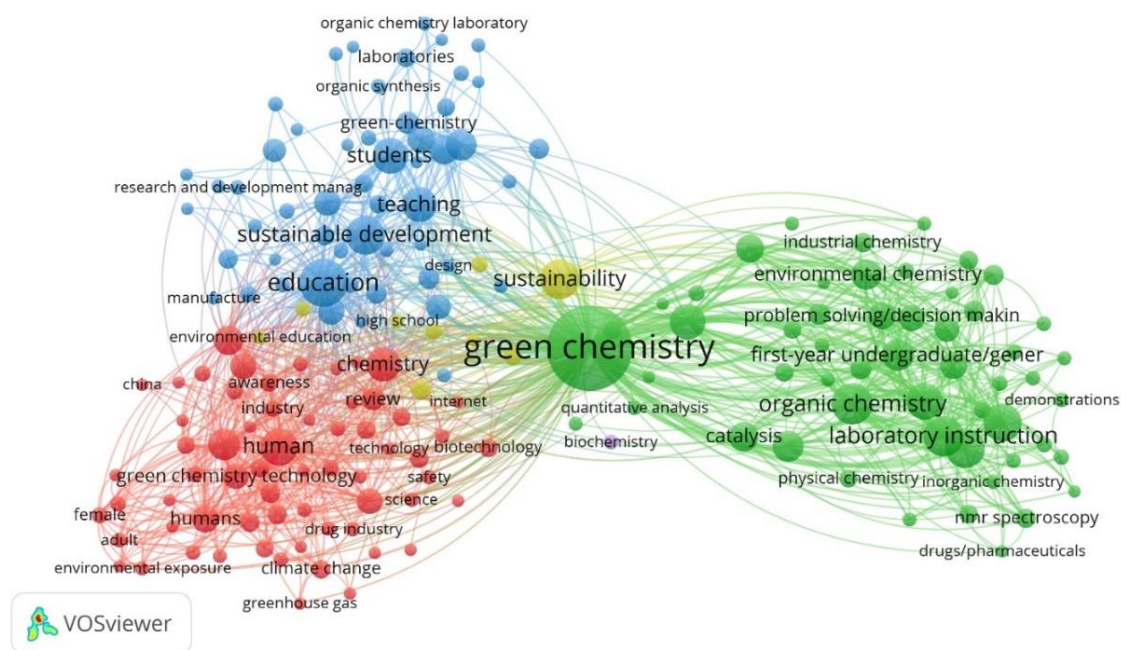 organic chemistry laboratory
laboratories
organic synthesis
green-chemistry
students
research and development manag
teaching
sustainable development
design
education
sustainability
manufacture
high school
environmental education
chemistry
green chemistry
china
awareness
review
internet
industry
human
technology
biotechnology
green chemistry technology
safety
science
female
humans
adult
drug industry
environmental exposure
climate change
greenhouse gas
quantitative analysis
biochemistry
industrial chemistry
environmental chemistry
problem solving/decision makin
first-year undergraduate/gener
organic chemistry
demonstrations
catalysis
laboratory instruction
physical chemistry
inorganic chemistry
nmr spectroscopy
drugs/pharmaceuticals
VOSviewer